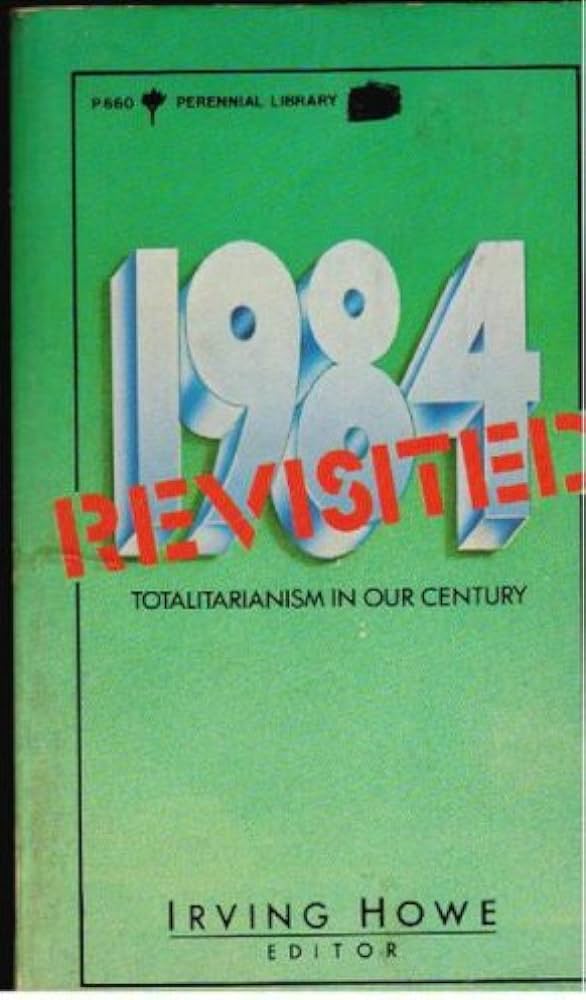 P660 PERENNIAL LIBRARY
1984
REVISITED
TOTALITARIANISM IN OUR CENTURY
IRVING HOWE
EDITOR